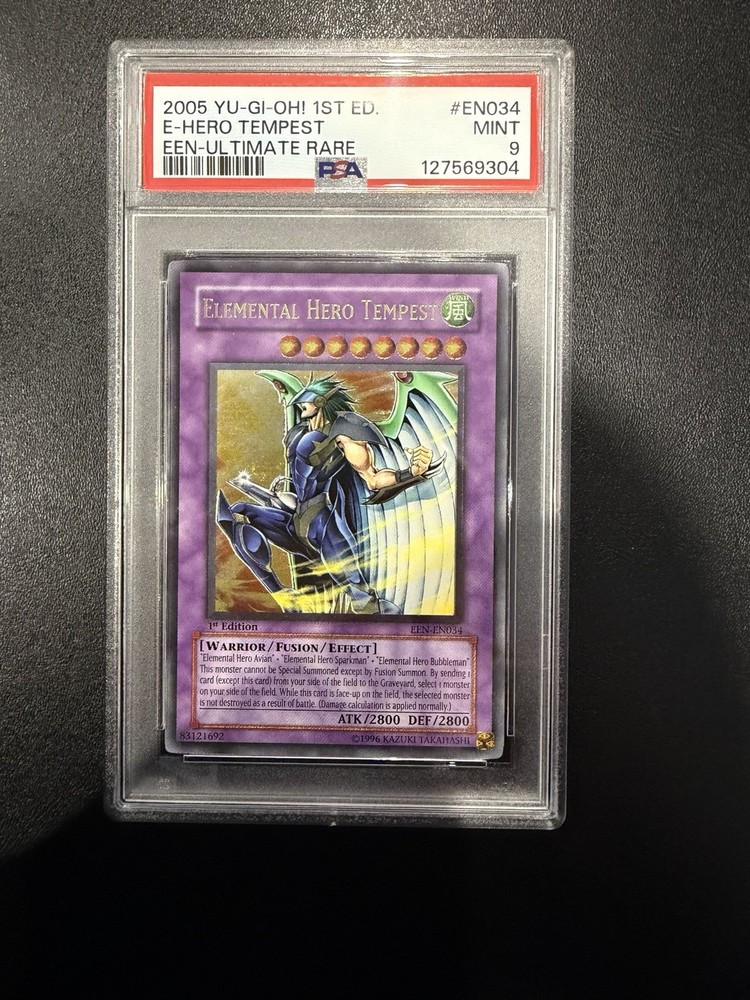 2005 YU-GI-OH! 1ST ED. #EN034
E-HERO TEMPEST MINT
EEN-ULTIMATE RARE 9
PSA 127569304
ELEMENTAL HERO TEMPEST 風
1st Edition EEN-EN034
[WARRIOR/FUSION/EFFECT]
"Elemental Hero Avian" + "Elemental Hero Sparkman" + "Elemental Hero Bubbleman"
This monster cannot be Special Summoned except by Fusion Summon. By sending 1
card (except this card) from your side of the field to the Graveyard, select 1 monster
on your side of the field. While this card is face-up on the field, the selected monster
is not destroyed as a result of battle. (Damage calculation is applied normally.)
ATK/2800 DEF/2800
83121692 ©1996 KAZUKI TAKAHASHI